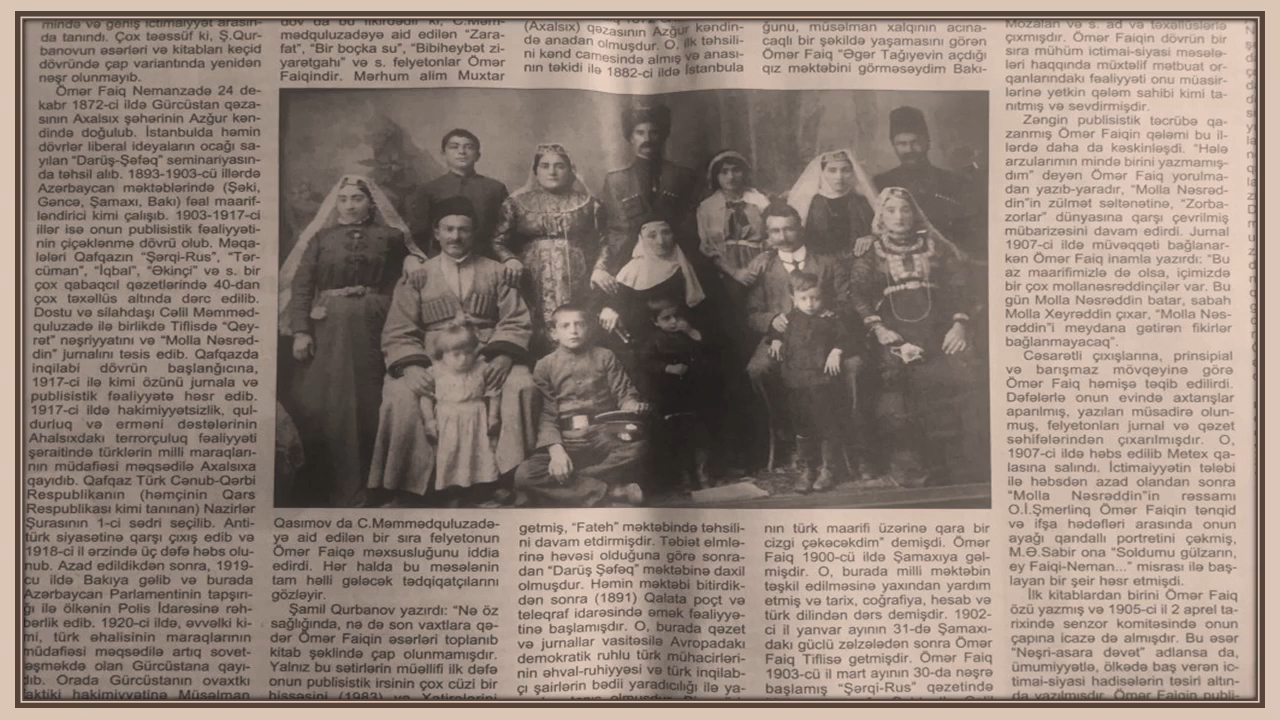 mində və geniş ictimaiyyət arasın-
da tanındı. Çox təəssüf ki, Ş.Qur-
banovun əsərləri və kitabları keçid
dövründə çap variantında yenidən
nəşr olunmayıb.
Ömər Faiq Nemanzadə 24 de-
kabr 1872-ci ildə Gürcüstan qəza-
sının Axalsıx şəhərinin Azğur kən-
dində doğulub. İstanbulda həmin
dövrlər liberal ideyaların ocağı sa-
yılan “Darüş-Şəfəq” seminariyasın-
da təhsil alıb. 1893-1903-cü illərdə
Azərbaycan məktəblərində (Şəki,
Gəncə, Şamaxı, Bakı) fəal maarif-
ləndirici kimi çalışıb. 1903-1917-ci
illər isə onun publisistik fəaliyyəti-
nin çiçəklənmə dövrü olub. Məqa-
lələri Qafqazın “Şərqi-Rus”, “Tər-
cüman”, “İqbal”, “Əkinçi” və s. bir
çox qabaqcıl qəzetlərində 40-dan
çox təxəllüs altında dərc edilib.
Dostu və silahdaşı Cəlil Məmməd-
quluzadə ilə birlikdə Tiflisdə “Qey-
rət” nəşriyyatını və “Molla Nəsrəd-
din” jurnalını təsis edib. Qafqazda
inqilabi dövrün başlanğıcına,
1917-ci ilə kimi özünü jurnala və
publisistik fəaliyyətə həsr edib.
1917-ci ildə hakimiyyətsizlik, qul-
durluq və erməni dəstələrinin
Ahalsıxdakı terrorçuluq fəaliyyəti
şəraitində türklərin milli maraqları-
nın müdafiəsi məqsədilə Axalsıxa
qayıdıb. Qafqaz Türk Cənub-Qərbi
Respublikanın (həmçinin Qars
Respublikası kimi tanınan) Nazirlər
Şurasının 1-ci sədri seçilib. Anti-
türk siyasətinə qarşı çıxış edib və
1918-ci il ərzində üç dəfə həbs olu-
nub. Azad edildikdən sonra, 1919-
cu ildə Bakıya gəlib və burada
Azərbaycan Parlamentinin tapşırı-
ğı ilə ölkənin Polis İdarəsinə rəh-
bərlik edib. 1920-ci ildə, əvvəlki ki-
mi, türk əhalisinin maraqlarının
müdafiəsi məqsədilə artıq sovet-
ləşməkdə olan Gürcüstana qayı-
dıb. Orada Gürcüstanın ovaxtkı
hakimiyyətinə Müsəlman
dov da bu fikirdədir ki, C.Məm-
mədquluzadəyə aid edilən “Zara-
fat”, “Bir boçka su”, “Bibiheybət zi-
yarətgahı” və s. felyetonlar Ömər
Faiqindir. Mərhum alim Muxtar
Qasımov da C.Məmmədquluzadə-
yə aid edilən bir sıra felyetonun
Ömər Faiqə məxsusluğunu iddia
edirdi. Hər halda bu məsələnin
tam həlli gələcək tədqiqatçılarını
gözləyir.
Şamil Qurbanov yazırdı: “Nə öz
sağlığında, nə də son vaxtlara qə-
dər Ömər Faiqin əsərləri toplanıb
kitab şəklində çap olunmamışdır.
Yalnız bu sətirlərin müəllifi ilk dəfə
onun publisistik irsinin çox cüzi bir
hissəsini (1983) və Xatirələrini
(Axalsıx) qəzasının Azğur kəndin-
də anadan olmuşdur. O, ilk təhsili-
ni kənd camesində almış və anası-
nın təkidi ilə 1882-ci ildə İstanbula
getmiş, “Fateh” məktəbində təhsili-
ni davam etdirmişdir. Təbiət elmlə-
rinə həvəsi olduğuna görə sonra-
dan “Darüş Şəfəq” məktəbinə daxil
olmuşdur. Həmin məktəbi bitirdik-
dən sonra (1891) Qalata poçt və
teleqraf idarəsində əmək fəaliyyə-
tinə başlamışdır. O, burada qəzet
və jurnallar vasitəsilə Avropadakı
demokratik ruhlu türk mühacirləri-
nin əhval-ruhiyyəsi və türk inqilab-
çı şairlərin bədii yaradıcılığı ilə ya-
ğunu, müsəlman xalqının acına-
caqlı bir şəkildə yaşamasını görən
Ömər Faiq “Əgər Tağıyevin açdığı
qız məktəbini görməsəydim Bakı-
nın türk maarifi üzərinə qara bir
cizgi çəkəcəkdim” demişdi. Ömər
Faiq 1900-cü ildə Şamaxıya gəl-
mişdir. O, burada milli məktəbin
təşkil edilməsinə yaxından yardım
etmiş və tarix, coğrafiya, hesab və
türk dilindən dərs demişdir. 1902-
ci il yanvar ayının 31-də Şamaxı-
dakı güclü zəlzələdən sonra Ömər
Faiq Tiflisə getmişdir. Ömər Faiq
1903-cü il mart ayının 30-da nəşrə
başlamış “Şərqi-Rus” qəzetində
Mozalan və s. ad və təxəllüslərlə
çıxmışdır. Ömər Faiqin dövrün bir
sıra mühüm ictimai-siyasi məsələ-
ləri haqqında müxtəlif mətbuat or-
qanlarındakı fəaliyyəti onu müasir-
lərinə yetkin qələm sahibi kimi ta-
nıtmış və sevdirmişdir.
Zəngin publisistik təcrübə qa-
zanmış Ömər Faiqin qələmi bu il-
lərdə daha da kəskinləşdi. “Hələ
arzularımın mində birini yazmamış-
dım” deyən Ömər Faiq yorulma-
dan yazıb-yaradır, “Molla Nəsrəd-
din”in zülmət səltənətinə, “Zorba-
zorlar” dünyasına qarşı çevrilmiş
mübarizəsini davam edirdi. Jurnal
1907-ci ildə müvəqqəti bağlanar-
kən Ömər Faiq inamla yazırdı: “Bu
az maarifimizlə də olsa, içimizdə
bir çox mollanəsrəddinçilər var. Bu
gün Molla Nəsrəddin batar, sabah
Molla Xeyrəddin çıxar, “Molla Nəs-
rəddin”i meydana gətirən fikirlər
bağlanmayacaq”.
Cəsarətli çıxışlarına, prinsipial
və barışmaz mövqeyinə görə
Ömər Faiq həmişə təqib edilirdi.
Dəfələrlə onun evində axtarışlar
aparılmış, yazıları müsadirə olun-
muş, felyetonları jurnal və qəzet
səhifələrindən çıxarılmışdır. O,
1907-ci ildə həbs edilib Metex qa-
lasına salındı. İctimaiyyətin tələbi
ilə həbsdən azad olandan sonra
“Molla Nəsrəddin”in rəssamı
O.İ.Şmerlinq Ömər Faiqin tənqid
və ifşa hədəfləri arasında onun
ayağı qandallı portretini çəkmiş,
M.Ə.Sabir ona “Soldumu gülzarın,
ey Faiqi-Neman...” misrası ilə baş-
layan bir şeir həsr etmişdi.
İlk kitablardan birini Ömər Faiq
özü yazmış və 1905-ci il 2 aprel ta-
rixində senzor komitəsində onun
çapına icazə də almışdır. Bu əsər
“Nəşri-asara dəvət” adlansa da,
ümumiyyətlə, ölkədə baş verən ic-
timai-siyasi hadisələrin təsiri altın-
da yazılmışdır. Ömər Faiqin publi-